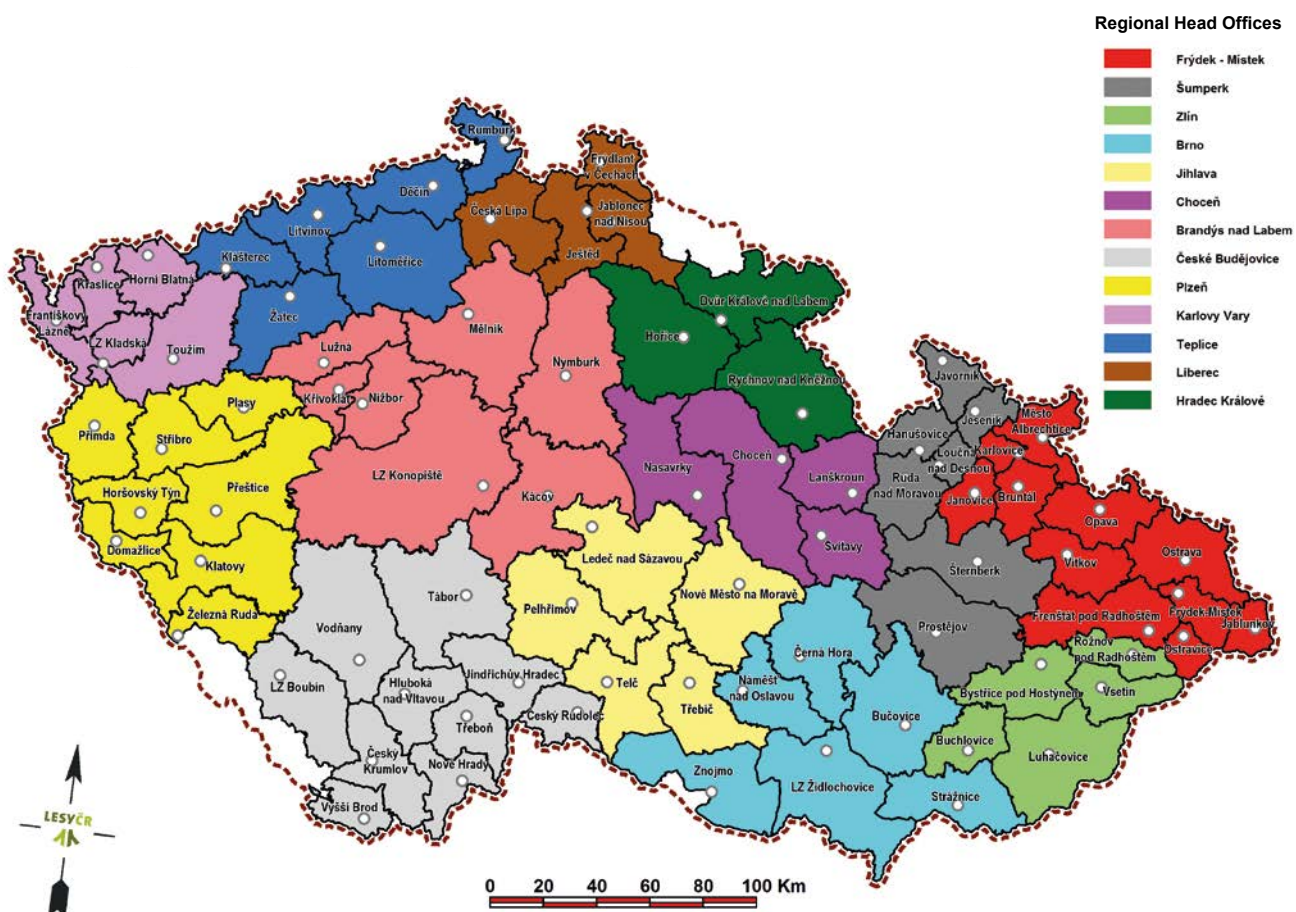 Regional Head Offices
Frýdek - Místek
Šumperk
Zlín
Brno
Jihlava
Choceň
Brandýs nad Labem
České Budějovice
Plzeň
Karlovy Vary
Teplice
Liberec
Hradec Králové
Rumburk
Děčín
Litvínov
Klášterec
Litoměřice
Žatec
Frýdlant
v Čechách
Česká Lípa
Jablonec
nad Nisou
Ještěd
Kraslice
Horní Blatná
Františkovy
Lázně
LZ Kladská
Toužim
Mělník
Lužná
Nymburk
Křivoklát
Nižbor
LZ Konopiště
Kácov
Dvůr Králové nad Labem
Hořice
Rychnov nad Kněžnou
Plasy
Přimda
Stříbro
Přeštice
Horšovský Týn
Domažlice
Klatovy
Železná Ruda
Nasavrky
Choceň
Lanškroun
Svitavy
Javorník
Jeseník
Hanušovice
Loučná
nad Desnou
Ruda
nad Moravou
Šternberk
Prostějov
Město
Albrechtice
Karlovice
Janovice
Bruntál
Opava
Ostrava
Vítkov
Frenštát pod Radhoštěm
Frýdek-Místek
Jablunkov
Ostravice
Rožnov
pod Radhoštěm
Bystřice pod Hostýnem
Vsetín
Buchlovice
Luhačovice
Ledeč nad Sázavou
Nové Město na Moravě
Pelhřimov
Telč
Třebíč
Tábor
Vodňany
LZ Boubín
Hluboká
nad Vltavou
Jindřichův Hradec
Český Rudolec
Třeboň
Český
Krumlov
Nové Hrady
Vyšší Brod
Černá Hora
Náměšť
nad Oslavou
Bučovice
Znojmo
LZ Židlochovice
Strážnice
LESYČR
0 20 40 60 80 100 Km